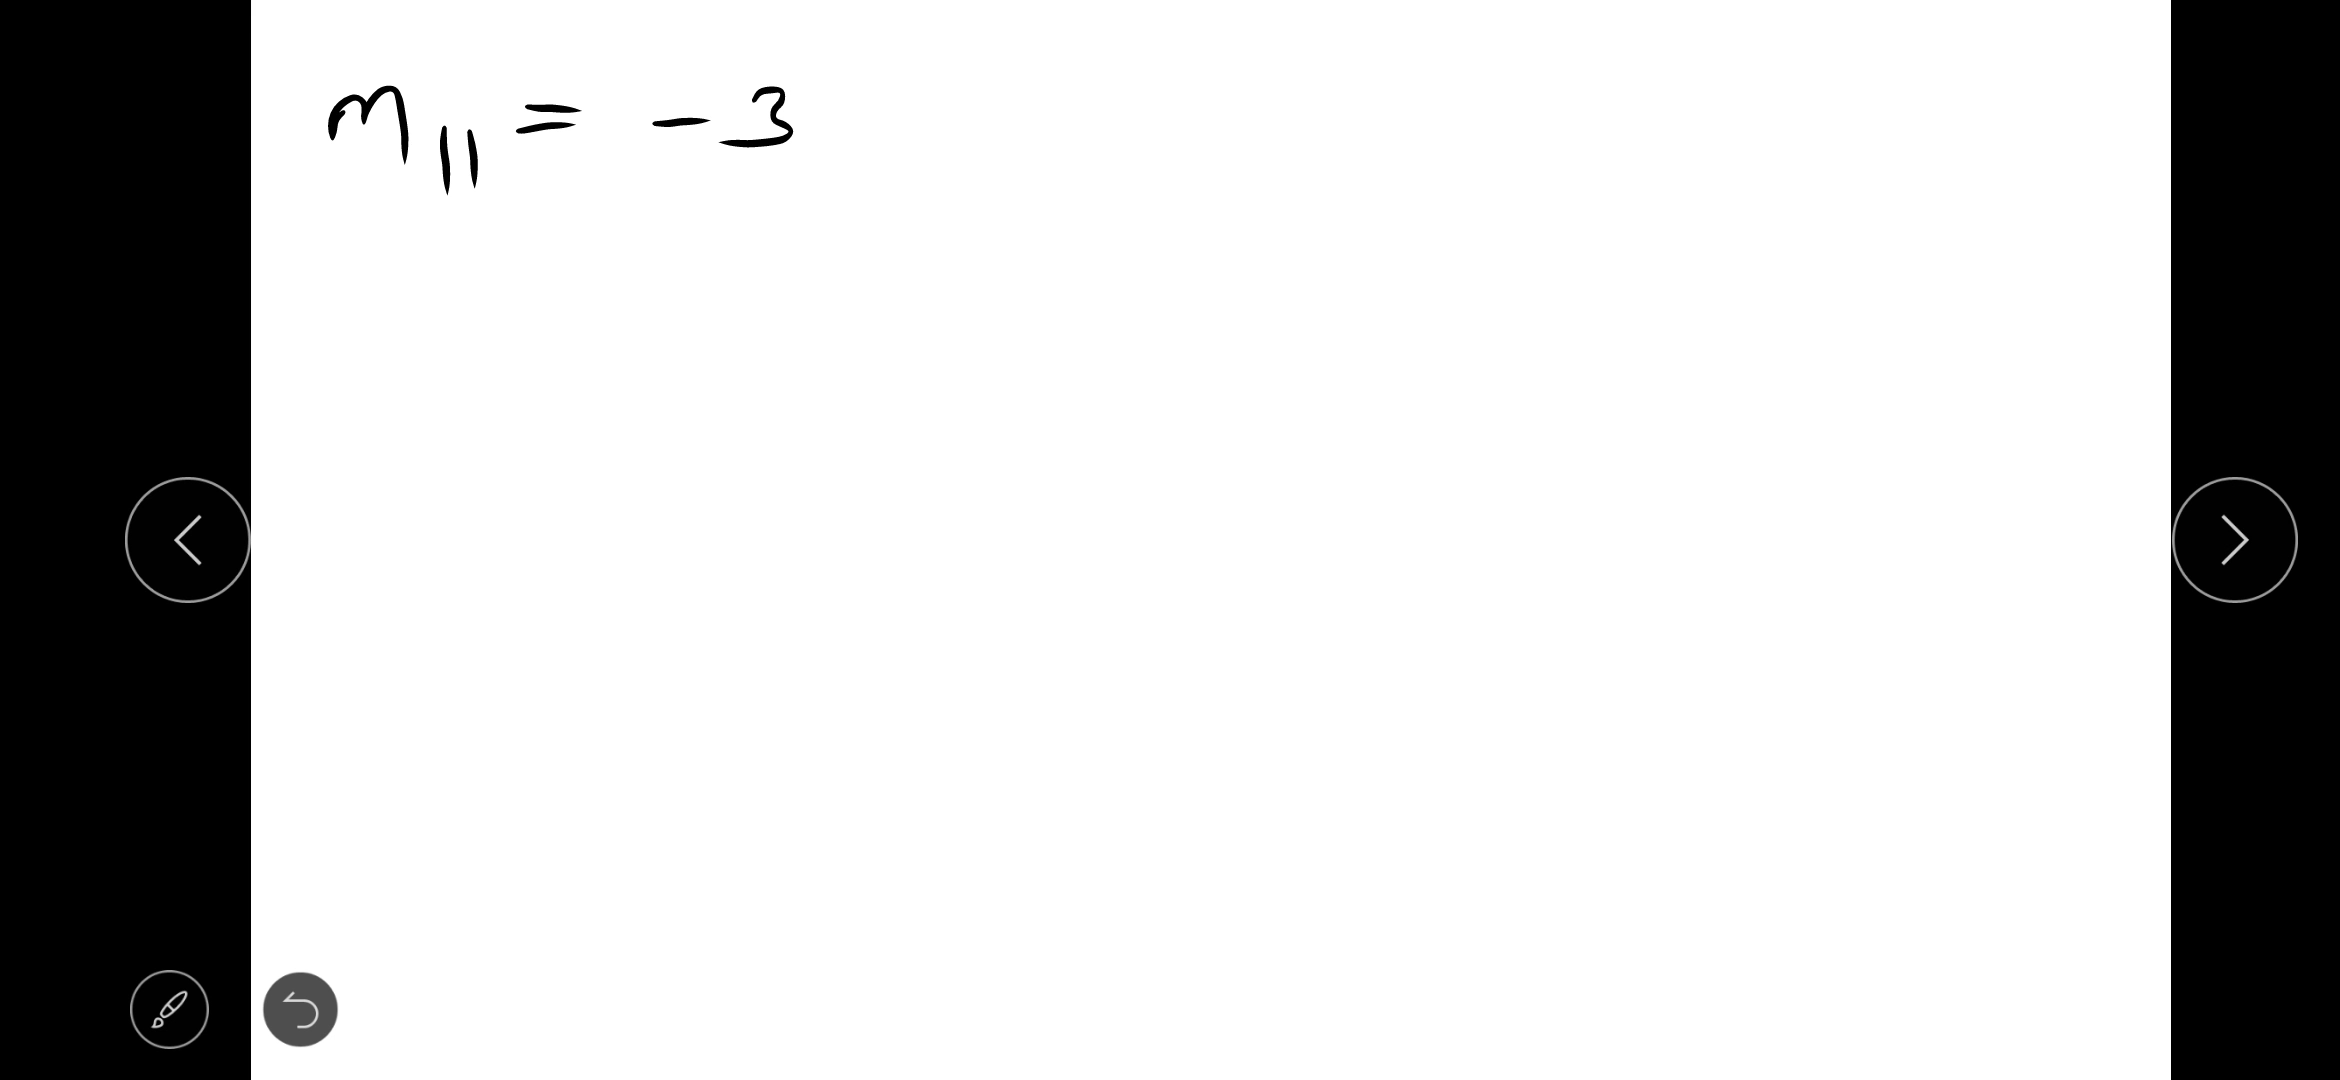 m₁₁ = -3